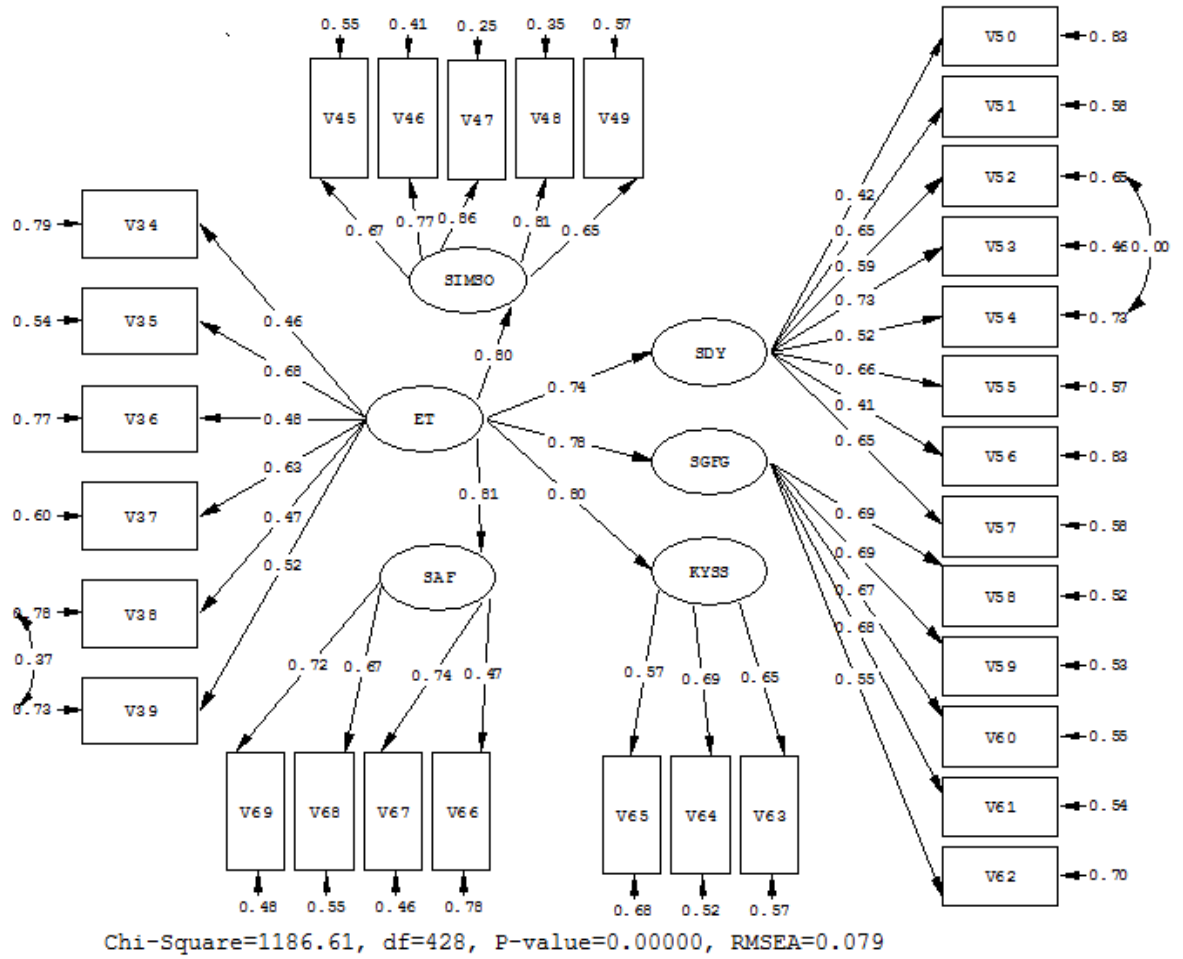 0.55 0.41 0.25 0.35 0.57
V45 V46 V47 V48 V49
0.67 0.77 0.86 0.81 0.65
SIMSO
0.80
0.79 V34 0.46
0.54 V35 0.68
0.77 V36 0.48
0.60 V37 0.63
0.78 V38 0.47
0.37
0.73 V39 0.52
ET
0.74 SDY
0.78 SGFG
0.80 KYSS
0.81
SAF
0.42 V50 0.83
0.65 V51 0.58
0.59 V52 0.65
0.73 V53 0.46 0.00
0.52 V54 0.73
0.66 V55 0.57
0.41 V56 0.83
0.65 V57 0.58
0.69 V58 0.52
0.69 V59 0.53
0.67 V60 0.55
0.68 V61 0.54
0.55 V62 0.70
0.72 0.67 0.74 0.47
V69 V68 V67 V66
0.48 0.55 0.46 0.78
0.57 0.69 0.65
V65 V64 V63
0.68 0.52 0.57
Chi-Square=1186.61, df=428, P-value=0.00000, RMSEA=0.079